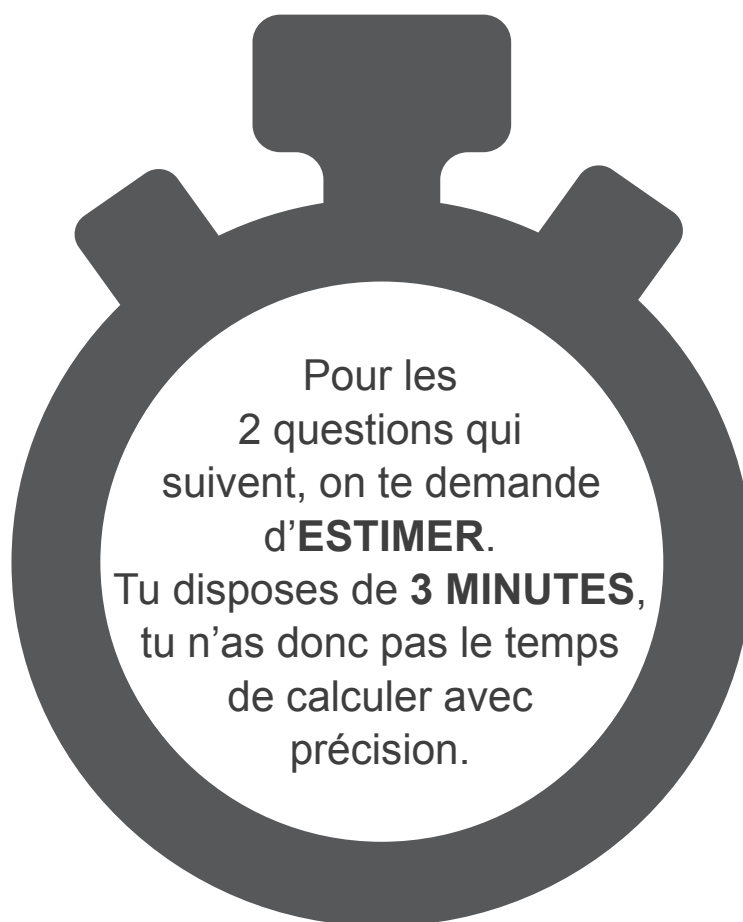 Pour les
2 questions qui
suivent, on te demande
d’ESTIMER.
Tu disposes de 3 MINUTES,
tu n’as donc pas le temps
de calculer avec
précision.